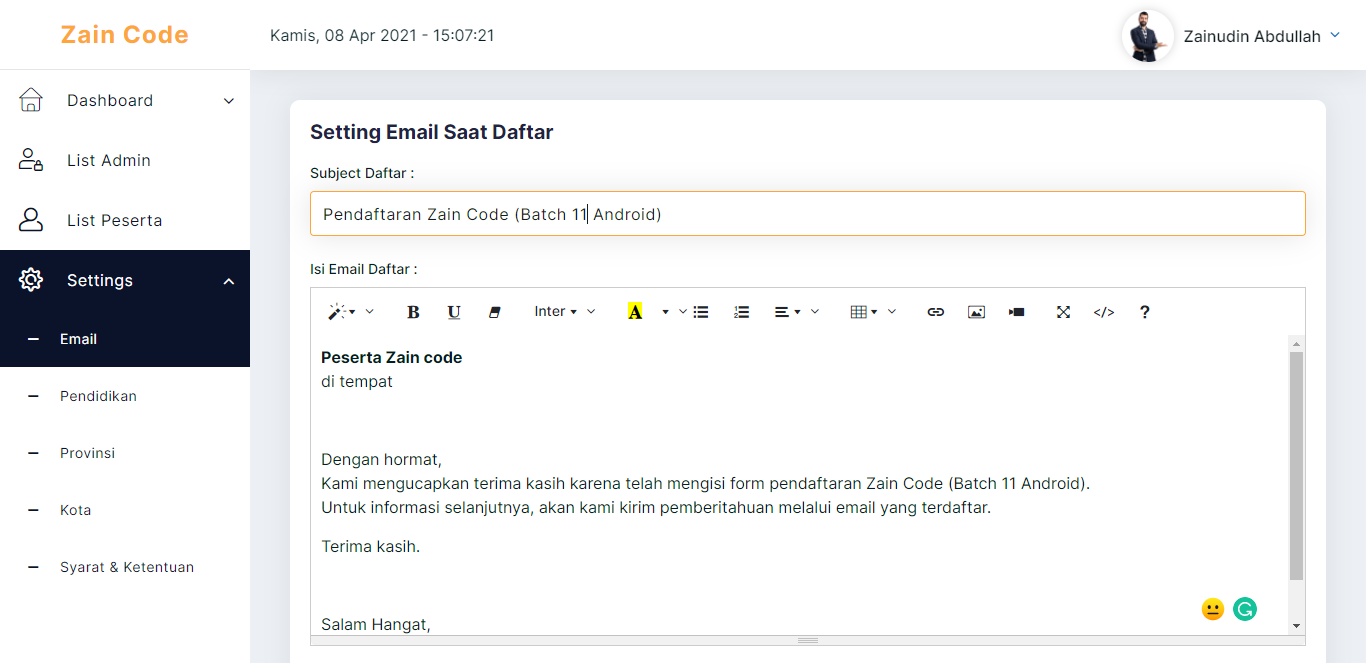 Zain Code
Kamis, 08 Apr 2021 - 15:07:21
Zainudin Abdullah
Dashboard
List Admin
List Peserta
Settings
Email
Pendidikan
Provinsi
Kota
Syarat & Ketentuan
Setting Email Saat Daftar
Subject Daftar :
Pendaftaran Zain Code (Batch 11 Android)
Isi Email Daftar :
B U Inter A </> ?
Peserta Zain code
di tempat
Dengan hormat,
Kami mengucapkan terima kasih karena telah mengisi form pendaftaran Zain Code (Batch 11 Android).
Untuk informasi selanjutnya, akan kami kirim pemberitahuan melalui email yang terdaftar.
Terima kasih.
Salam Hangat,